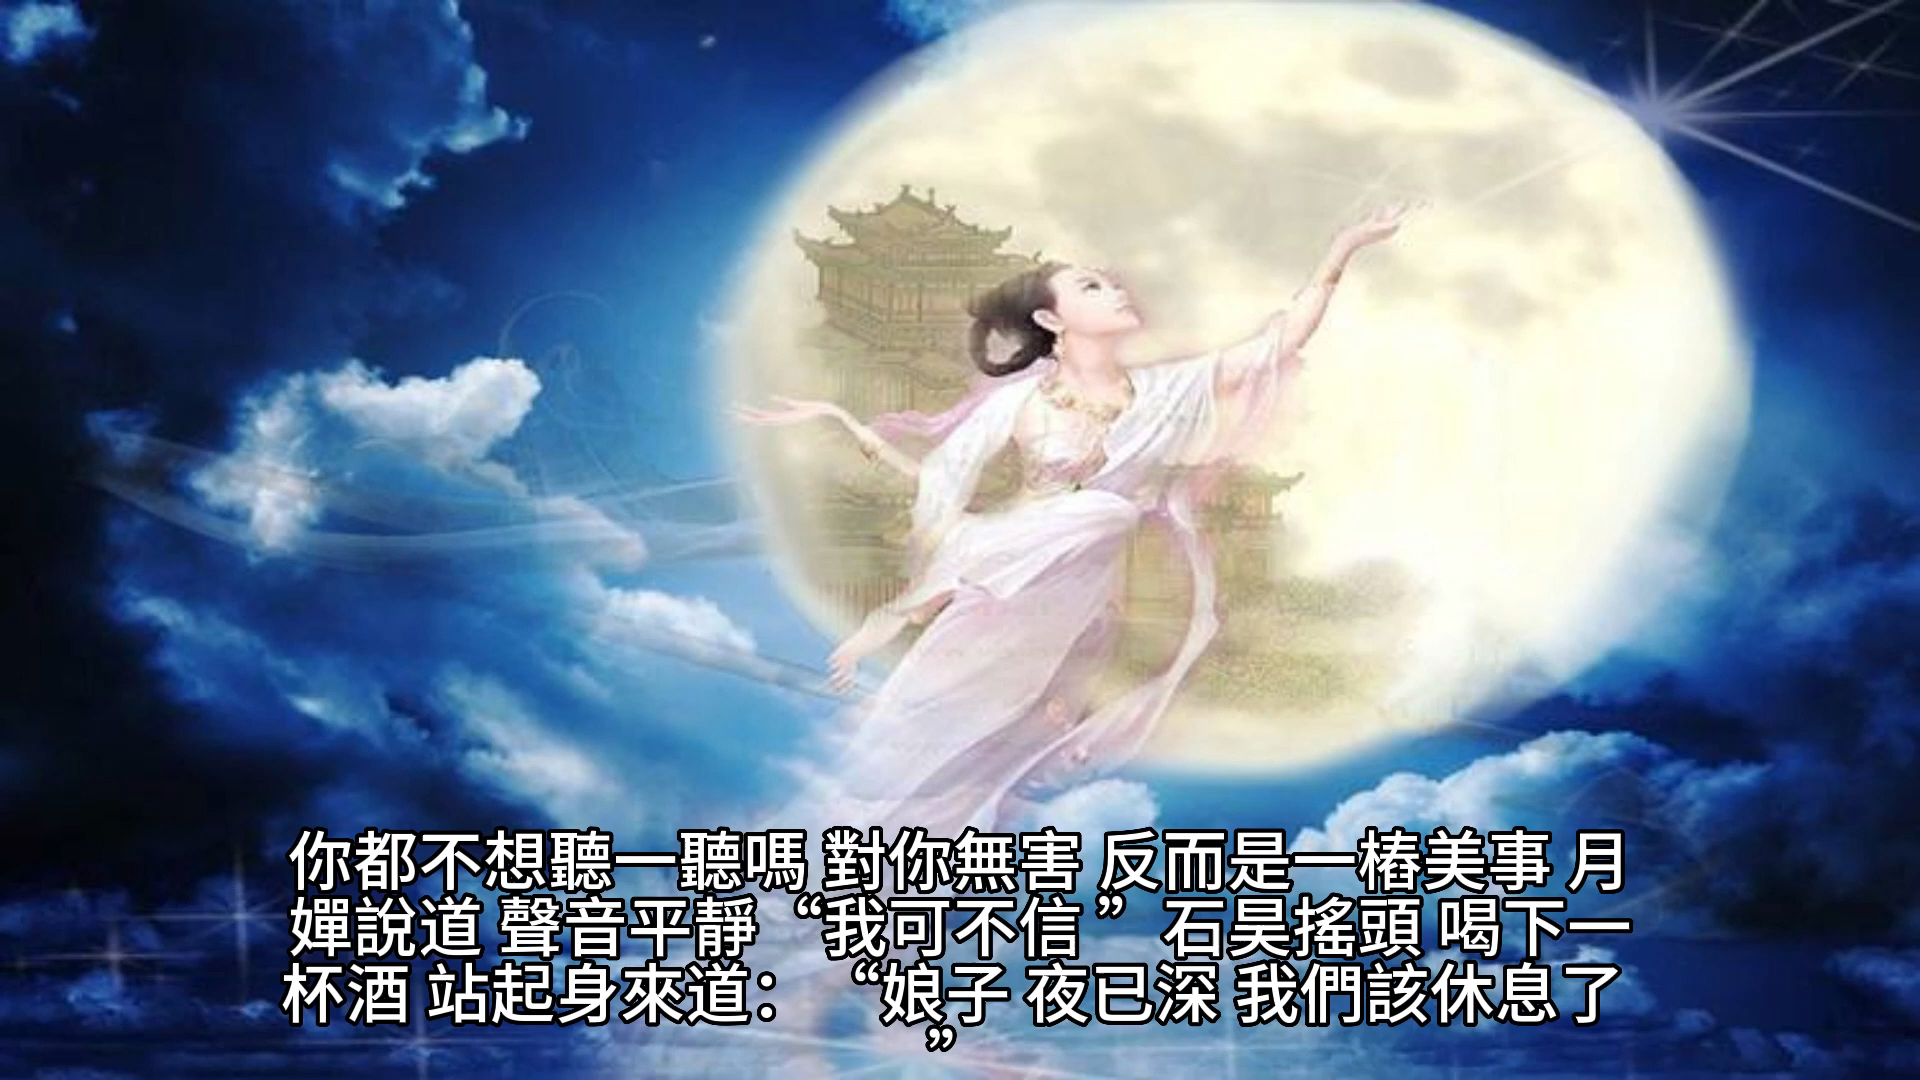 你都不想聽一聽嗎 對你無害 反而是一樁美事 月
嬋說道 聲音平靜“我可不信 ” 石昊搖頭 喝下一
杯酒 站起身來道：“娘子 夜已深 我們該休息了
”